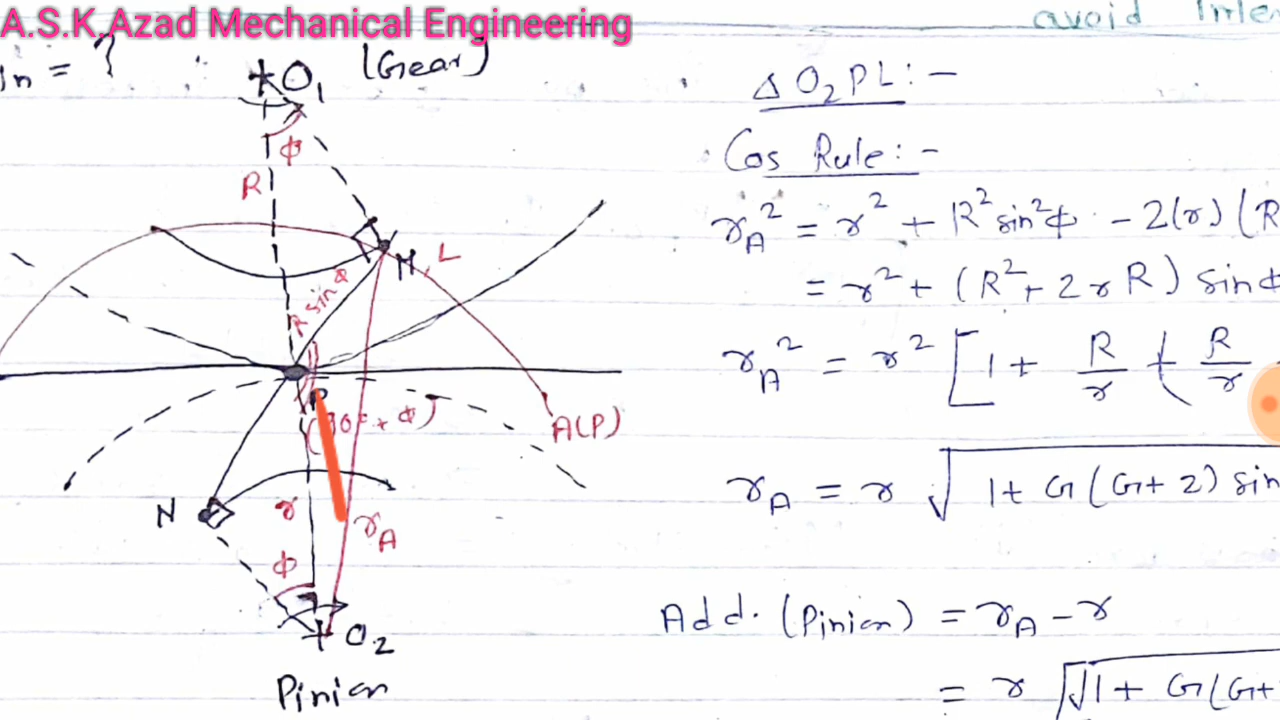 A.S.K.Azad Mechanical Engineering
avoid
in = ?
O1 (Gear)
ϕ
R
M, L
R sin ϕ
P
(90° + ϕ)
A(P)
N
r
rA
ϕ
O2
Pinion
Δ O2PL: -
Cos Rule: -
rA² = r² + R² sin²ϕ - 2(r)(R
= r² + (R² + 2rR) sin ϕ
rA² = r² [1 + R/r (R/r
rA = r √1 + G(G+2) sin
Add. (Pinion) = rA - r
= r [√1 + G(G+